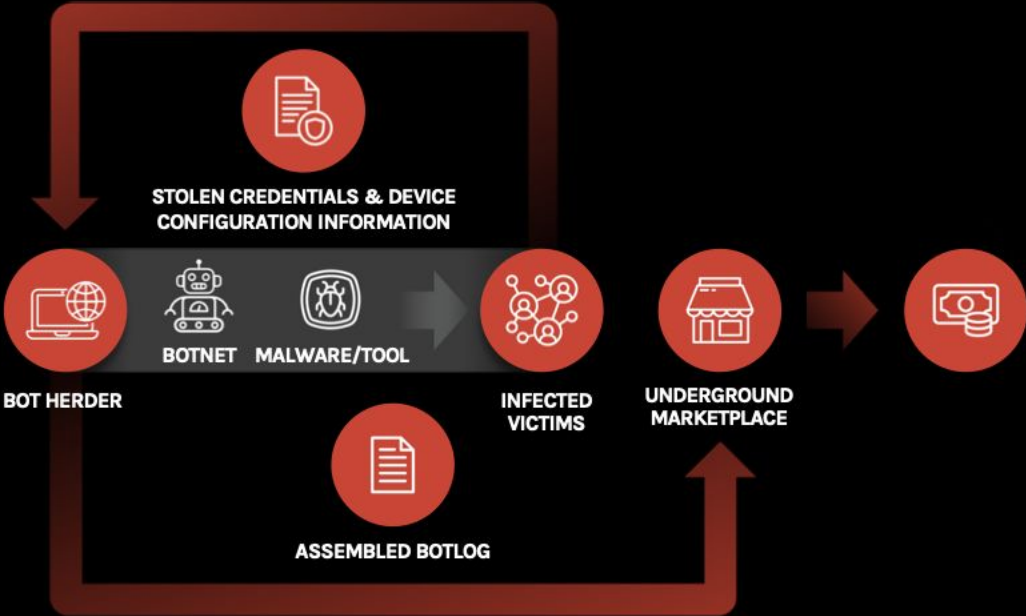 STOLEN CREDENTIALS & DEVICE
CONFIGURATION INFORMATION
BOTNET
MALWARE/TOOL
BOT HERDER
INFECTED
VICTIMS
UNDERGROUND
MARKETPLACE
ASSEMBLED BOTLOG